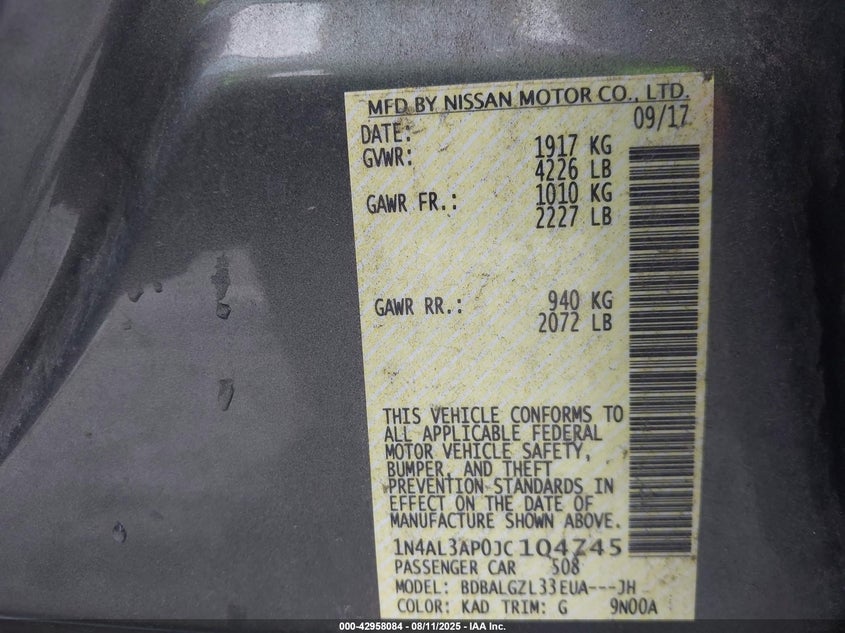 MFD BY NISSAN MOTOR CO., LTD.
DATE: 09/17
GVWR: 1917 KG
4226 LB
GAWR FR.: 1010 KG
2227 LB
GAWR RR.: 940 KG
2072 LB
THIS VEHICLE CONFORMS TO
ALL APPLICABLE FEDERAL
MOTOR VEHICLE SAFETY,
BUMPER, AND THEFT
PREVENTION STANDARDS IN
EFFECT ON THE DATE OF
MANUFACTURE SHOWN ABOVE.
1N4AL3AP0JC104745
PASSENGER CAR 508
MODEL: BDBALGZL33EUA---JH
COLOR: KAD TRIM: G 9N00A
000-42958084 - 08/11/2025 - IAA Inc.